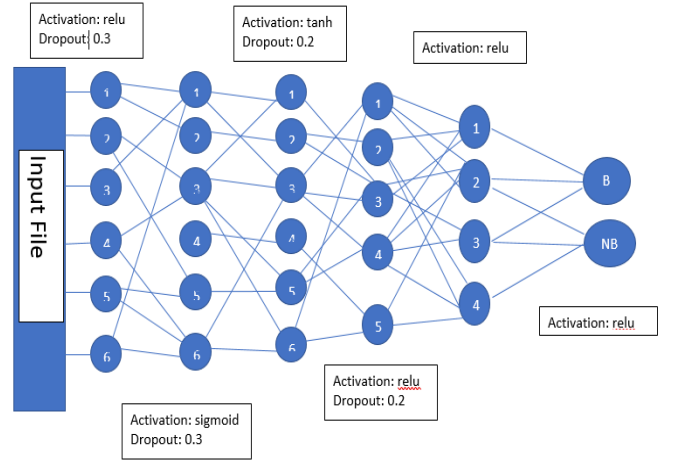 Activation: relu
Dropout: 0.3
Activation: tanh
Dropout: 0.2
Activation: relu
Input File
1
2
3
4
5
6
1
2
3
4
5
6
1
2
3
4
5
6
1
2
3
4
5
1
2
3
4
B
NB
Activation: relu
Activation: relu
Dropout: 0.2
Activation: sigmoid
Dropout: 0.3